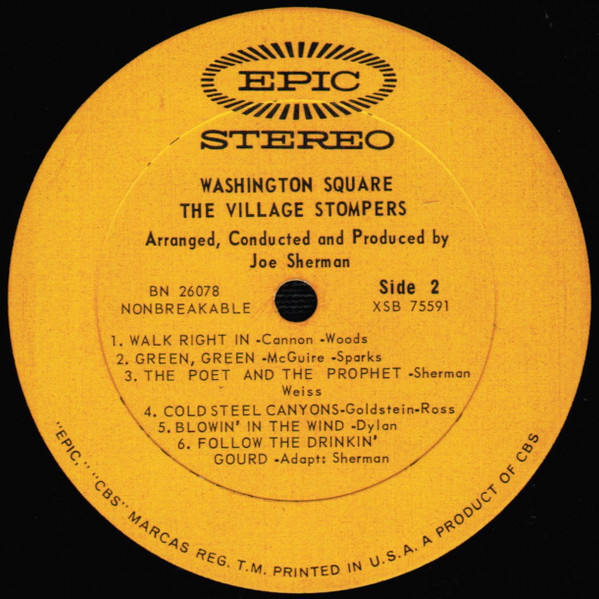 EPIC
STEREO
WASHINGTON SQUARE
THE VILLAGE STOMPERS
Arranged, Conducted and Produced by
Joe Sherman
BN 26078 Side 2
NONBREAKABLE XSB 75591
1. WALK RIGHT IN -Cannon -Woods
2. GREEN, GREEN -McGuire -Sparks
3. THE POET AND THE PROPHET -Sherman
Weiss
4. COLD STEEL CANYONS-Goldstein-Ross
5. BLOWIN' IN THE WIND -Dylan
6. FOLLOW THE DRINKIN'
GOURD -Adapt: Sherman
"EPIC," "CBS" MARCAS REG. T.M. PRINTED IN U.S.A. A PRODUCT OF CBS